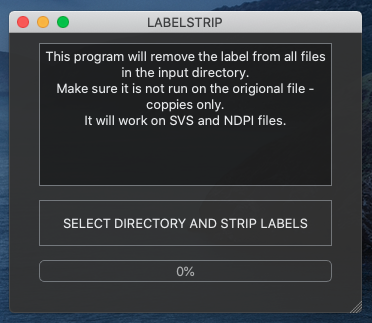 LABELSTRIP
This program will remove the label from all files
in the input directory.
Make sure it is not run on the origional file -
coppies only.
It will work on SVS and NDPI files.
SELECT DIRECTORY AND STRIP LABELS
0%